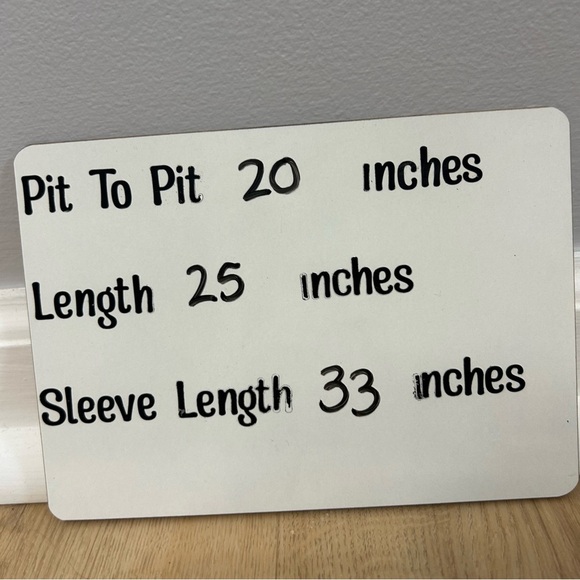 Pit To Pit 20 inches
Length 25 inches
Sleeve Length 33 inches